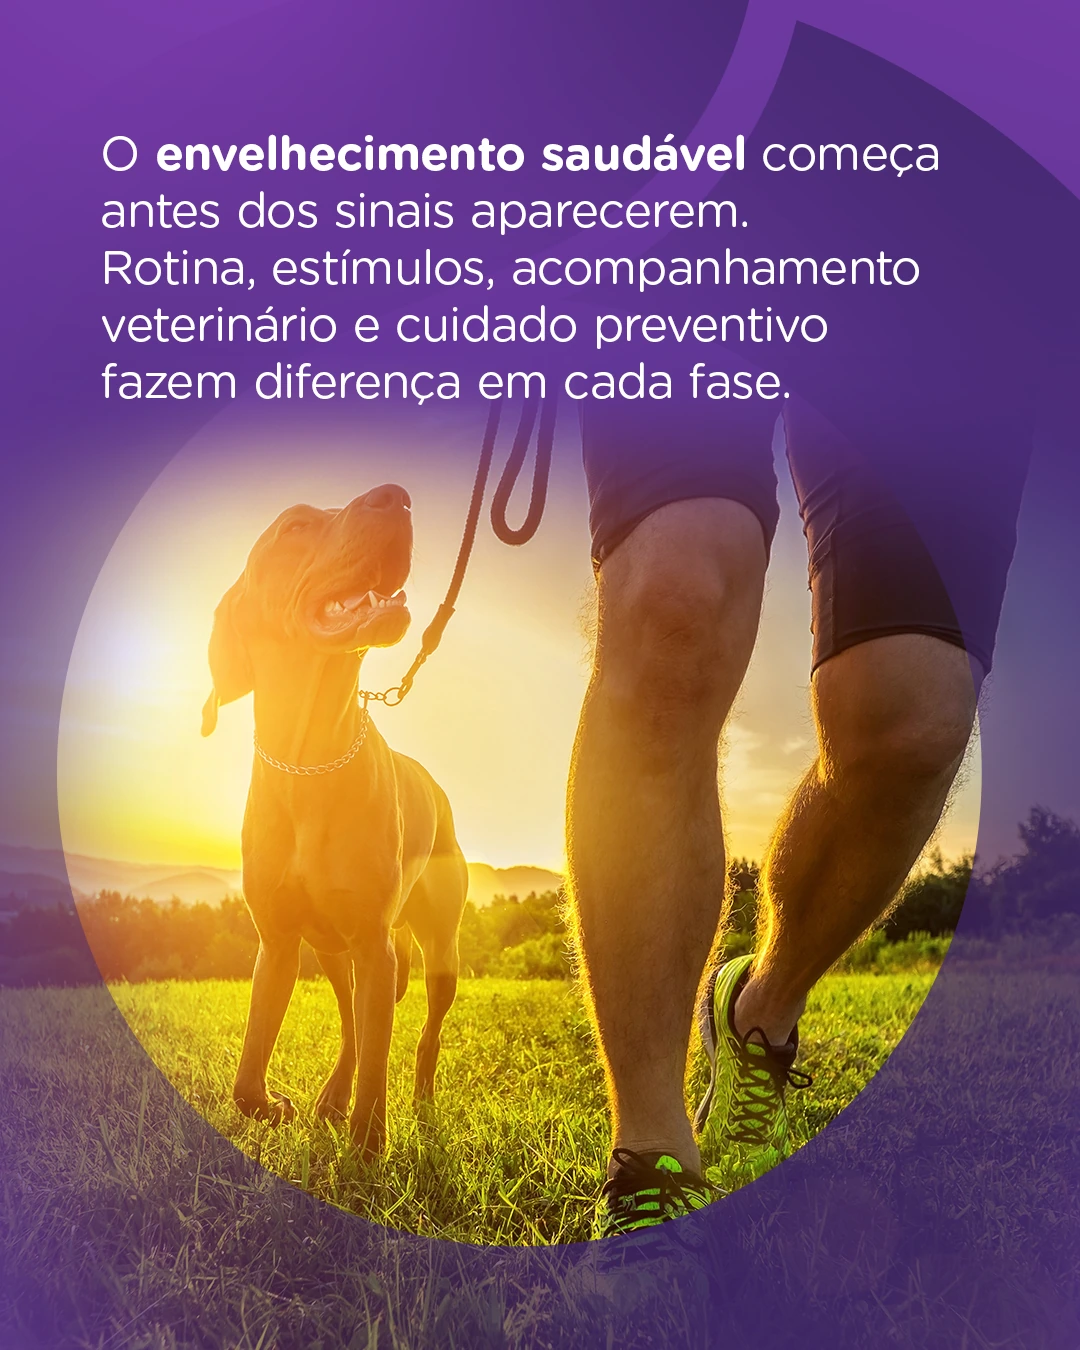 O envelhecimento saudável começa
antes dos sinais aparecerem.
Rotina, estímulos, acompanhamento
veterinário e cuidado preventivo
fazem diferença em cada fase.